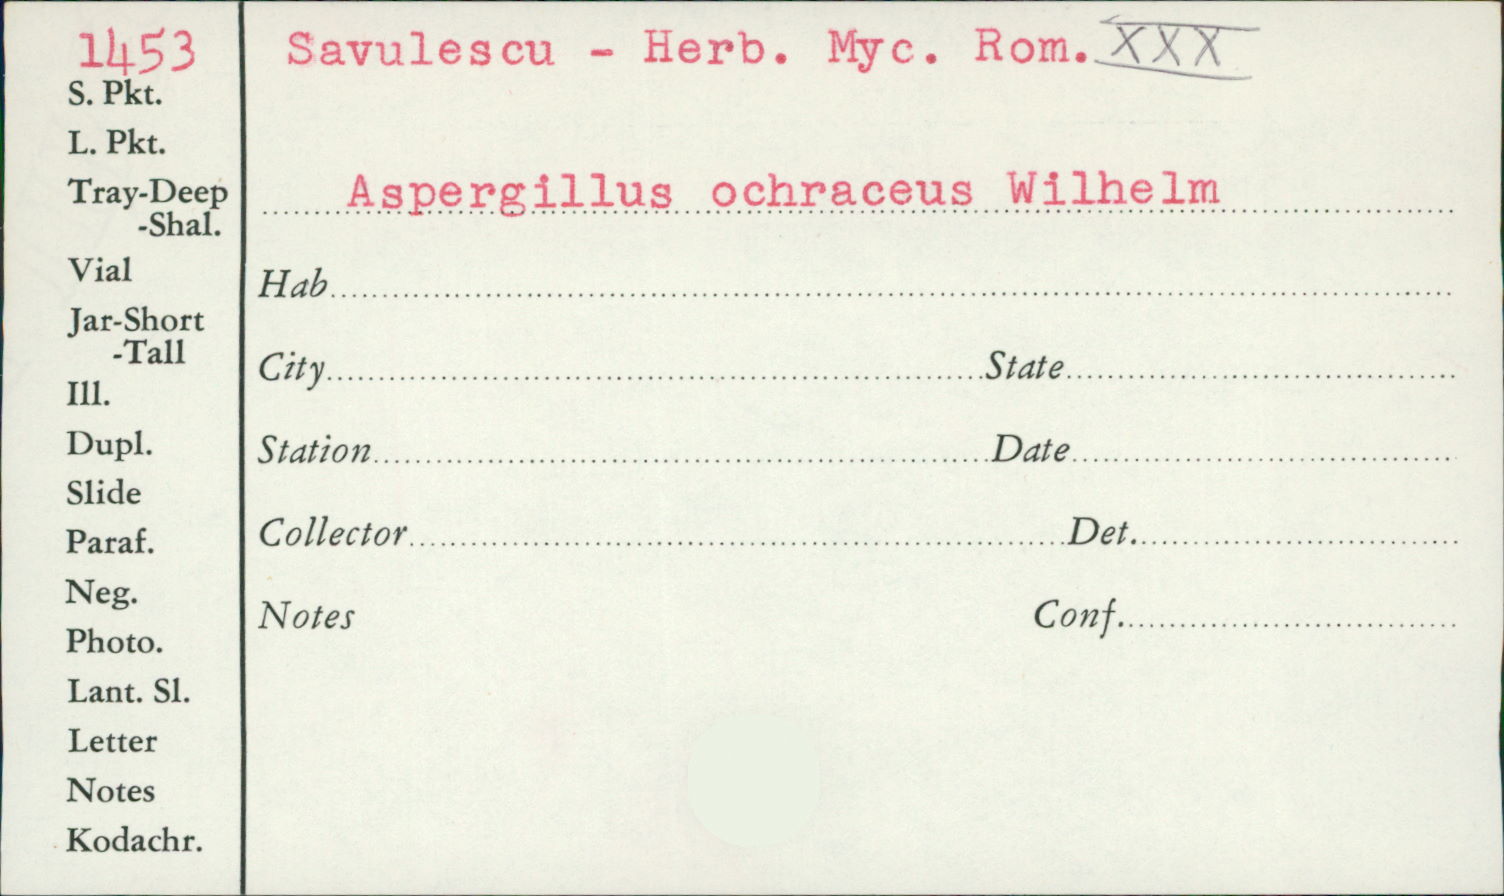 1453
Savulescu - Herb. Myc. Rom. XXX
S. Pkt.
L. Pkt.
Tray-Deep
-Shal.
Vial
Jar-Short
-Tall
Ill.
Dupl.
Slide
Paraf.
Neg.
Photo.
Lant. Sl.
Letter
Notes
Kodachr.
Aspergillus ochraceus Wilhelm
Hab
City State
Station Date
Collector Det.
Notes Conf.